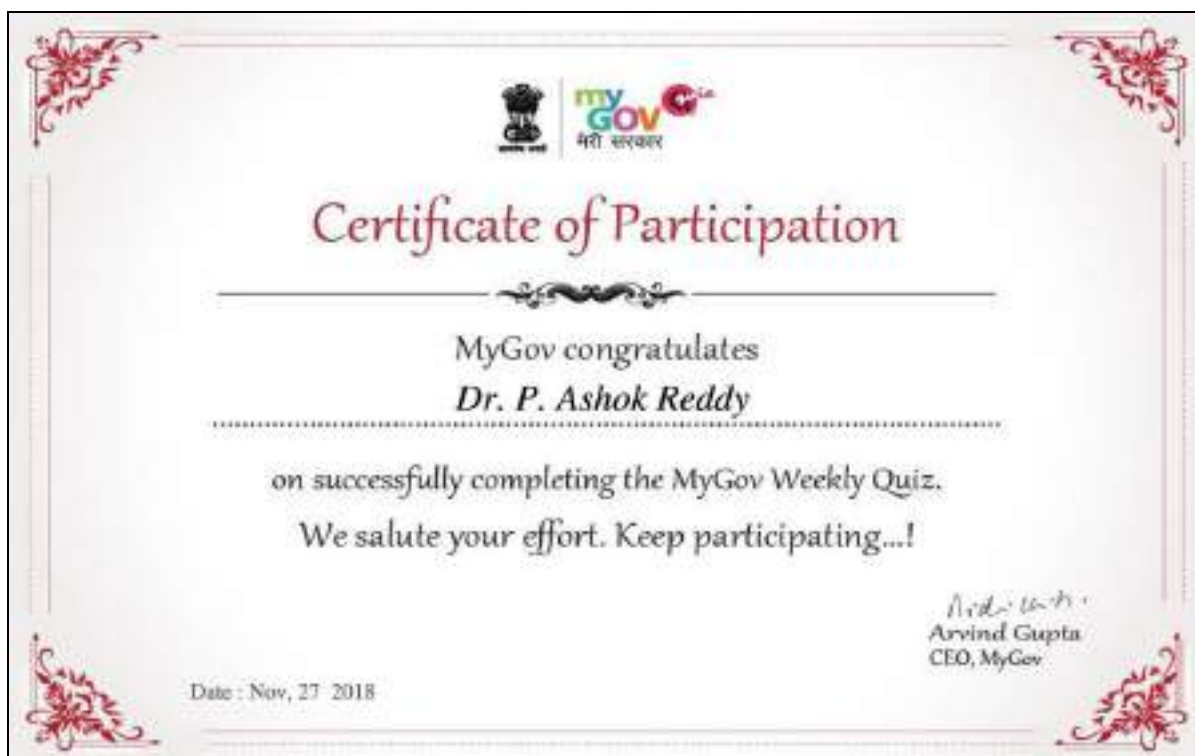 my
GOV
मेरी सरकार
Certificate of Participation
MyGov congratulates
Dr. P. Ashok Reddy
on successfully completing the MyGov Weekly Quiz.
We salute your effort. Keep participating...!
Arvind Gupta
CEO, MyGov
Date : Nov, 27 2018